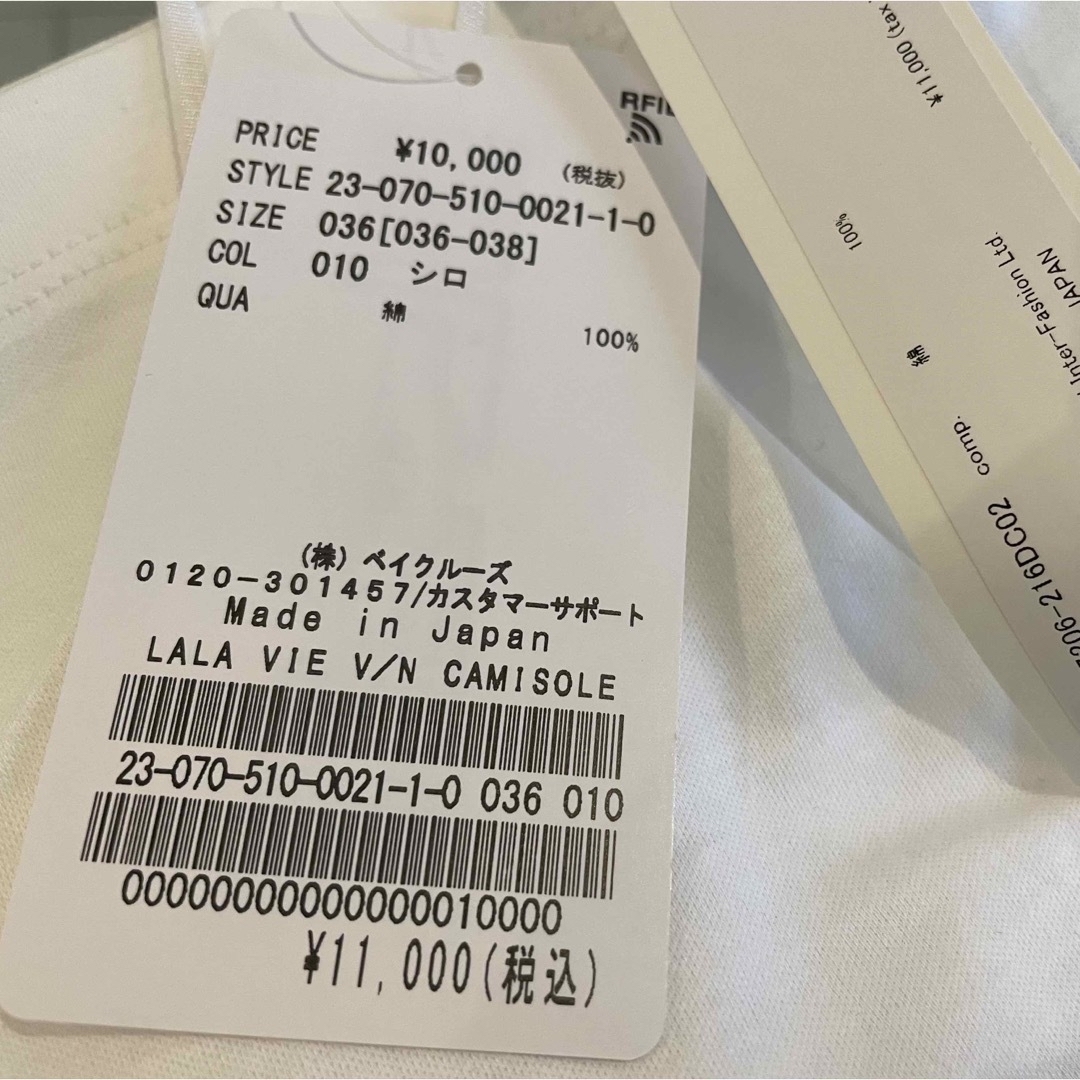 RFID
PRICE ¥10,000 (税抜)
STYLE 23-070-510-0021-1-0
SIZE 036[036-038]
COL 010 シロ
QUA 綿 100%
(株) ベイクルーズ
0120-301457/カスタマーサポート
Made in Japan
LALA VIE V/N CAMISOLE
23-070-510-0021-1-0 036 010
00000000000000010000
¥11,000(税込)
¥11,000 (tax
100%
綿
comp.
Inter-Fashion Ltd.
JAPAN
206-216DC02